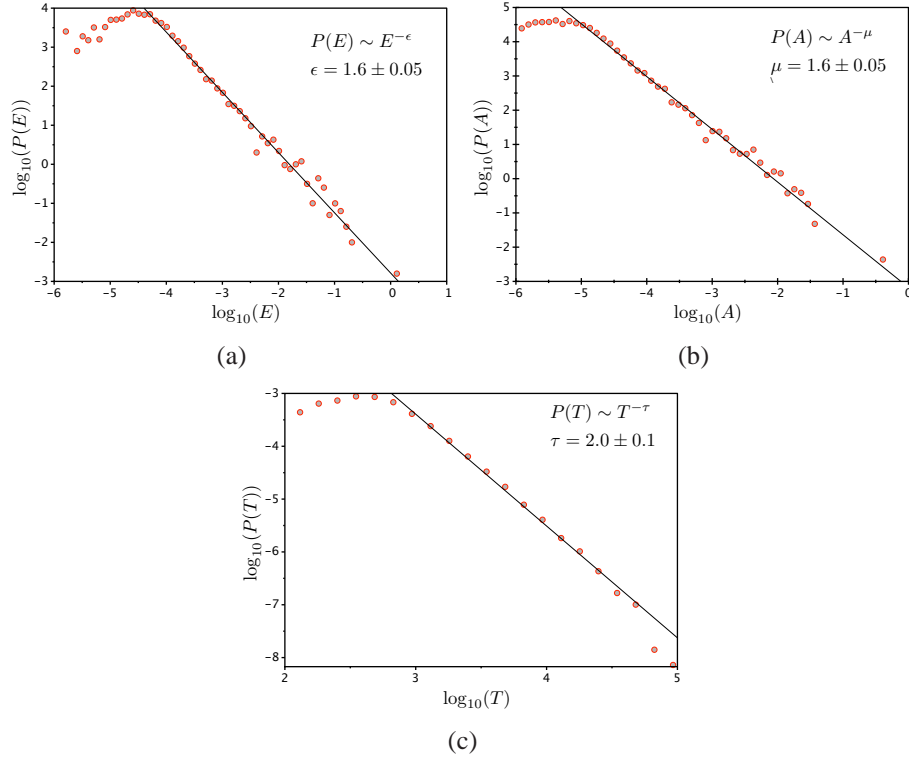 5
4
3
2
1
0
−1
−2
−3
−6 −5 −4 −3 −2 −1 0 1
log₁₀(P(E))
log₁₀(E)
P(E) ∼ E^{−ϵ}
ϵ = 1.6 ± 0.05
(a)
5
4
3
2
1
0
−1
−2
−3
−6 −5 −4 −3 −2 −1 0
log₁₀(P(A))
log₁₀(A)
P(A) ∼ A^{−μ}
μ = 1.6 ± 0.05
(b)
−3
−4
−5
−6
−7
−8
2 3 4 5
log₁₀(P(T))
log₁₀(T)
P(T) ∼ T^{−τ}
τ = 2.0 ± 0.1
(c)